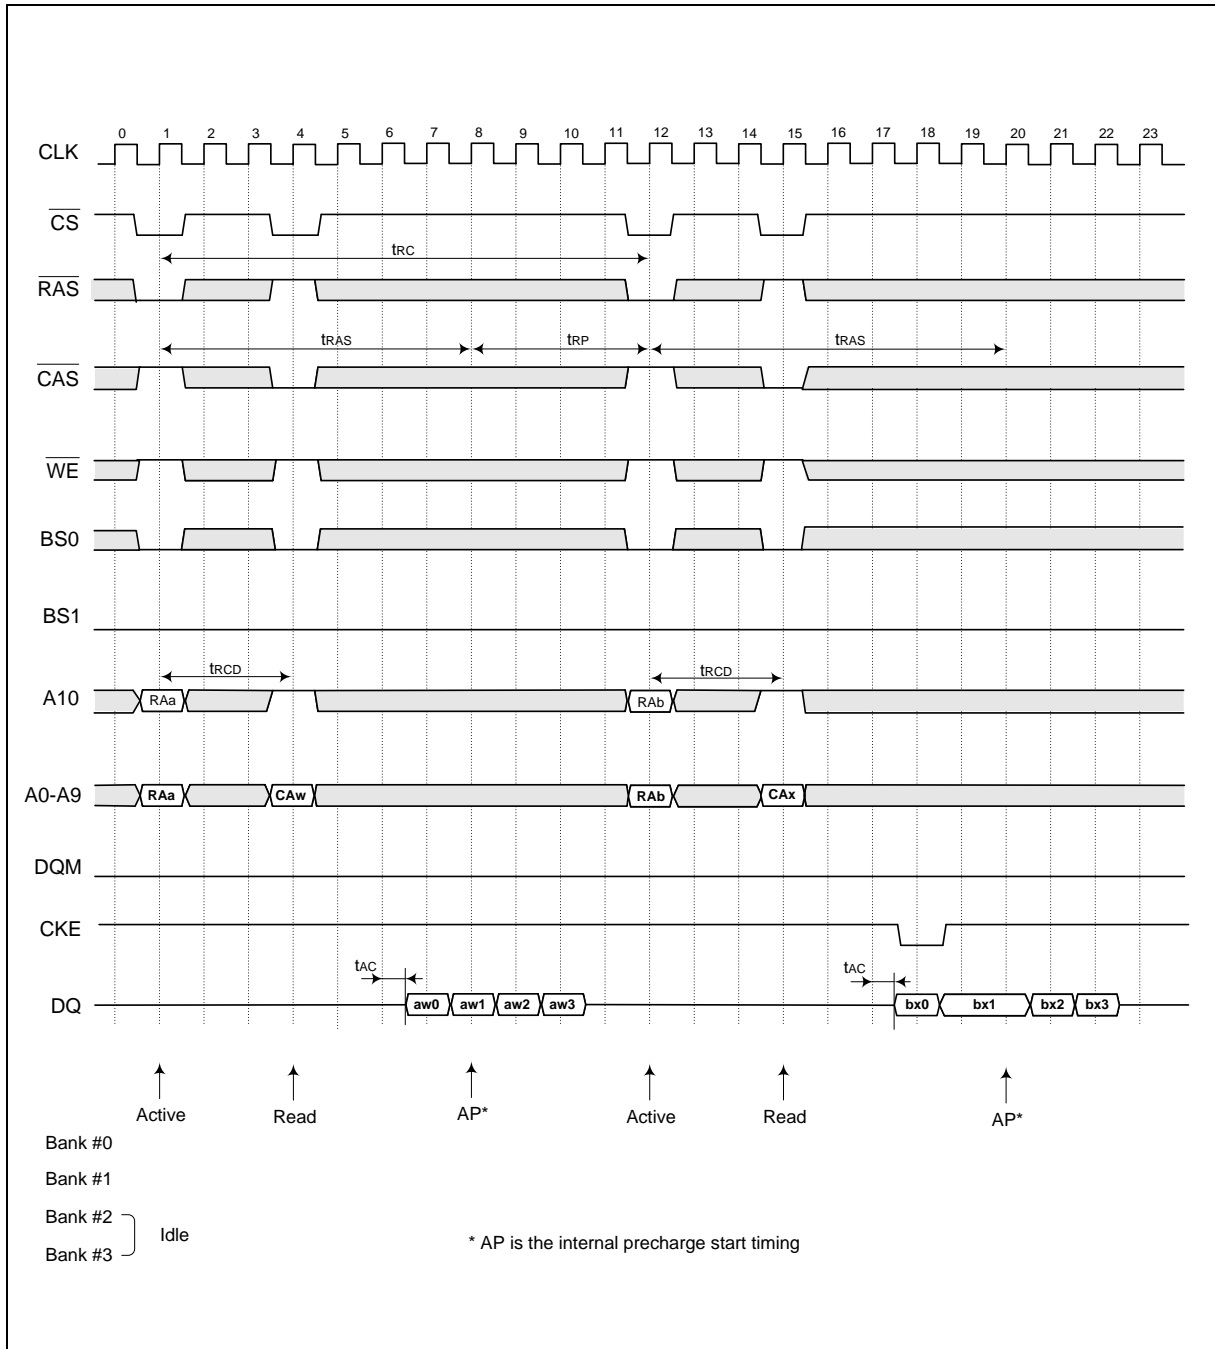 0 1 2 3 4 5 6 7 8 9 10 11 12 13 14 15 16 17 18 19 20 21 22 23
CLK
CS
tRC
RAS
tRAS tRP tRAS
CAS
WE
BS0
BS1
tRCD tRCD
A10 RAa RAb
A0-A9 RAa CAw RAb CAx
DQM
CKE
tAC tAC
DQ aw0 aw1 aw2 aw3 bx0 bx1 bx2 bx3
Active Read AP* Active Read AP*
Bank #0
Bank #1
Bank #2
Idle
Bank #3
* AP is the internal precharge start timing